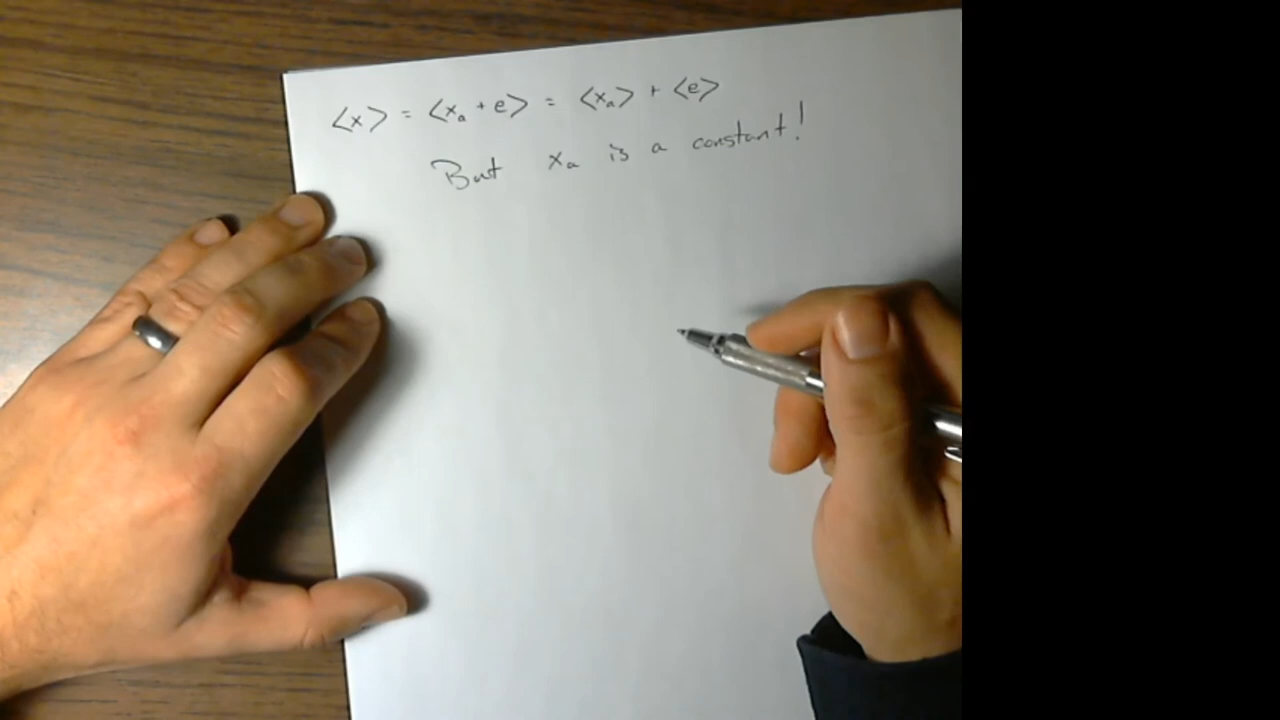 ⟨x⟩ = ⟨xₐ + e⟩ = ⟨xₐ⟩ + ⟨e⟩
But xₐ is a constant!